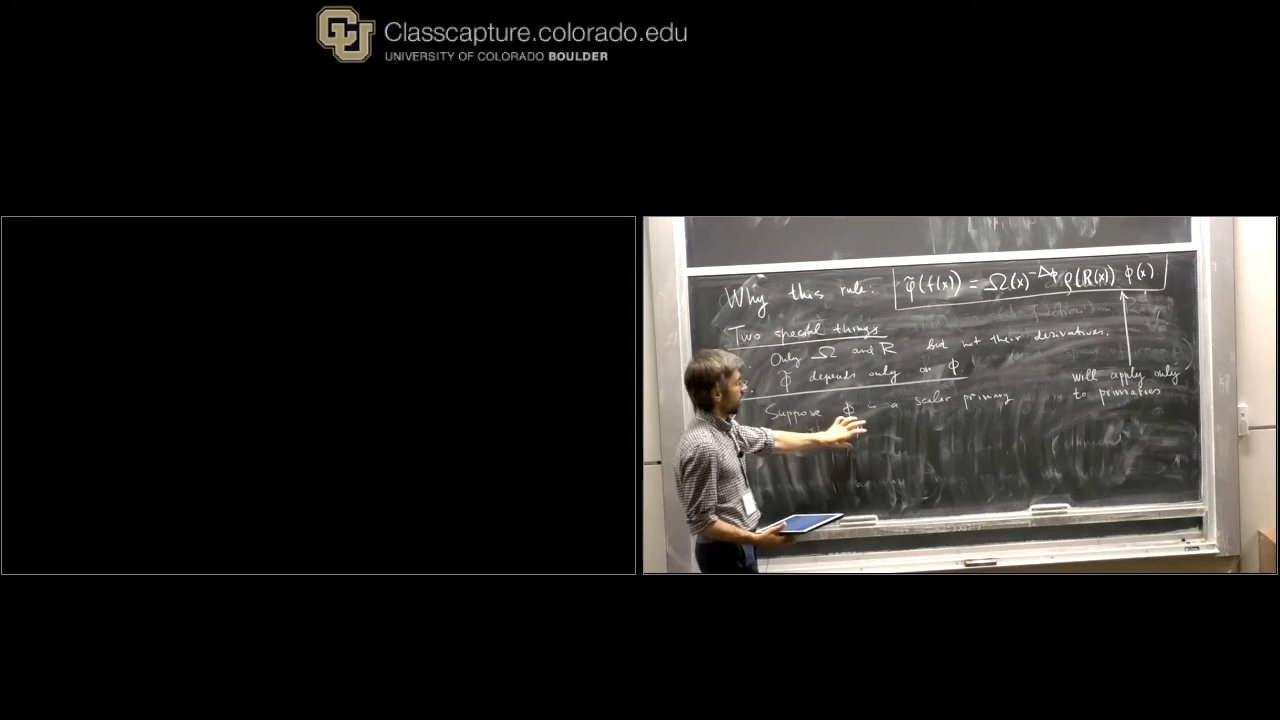 Classcapture.colorado.edu
UNIVERSITY OF COLORADO BOULDER
Why this rule: φ̃(f(x)) = Ω(x)^{-Δφ} ρ(R(x)) φ(x)
Two special things
Only Ω and R but not their derivatives.
φ̃ depends only on φ.
will apply only
to primaries
Ex.
Suppose φ is a scalar primary